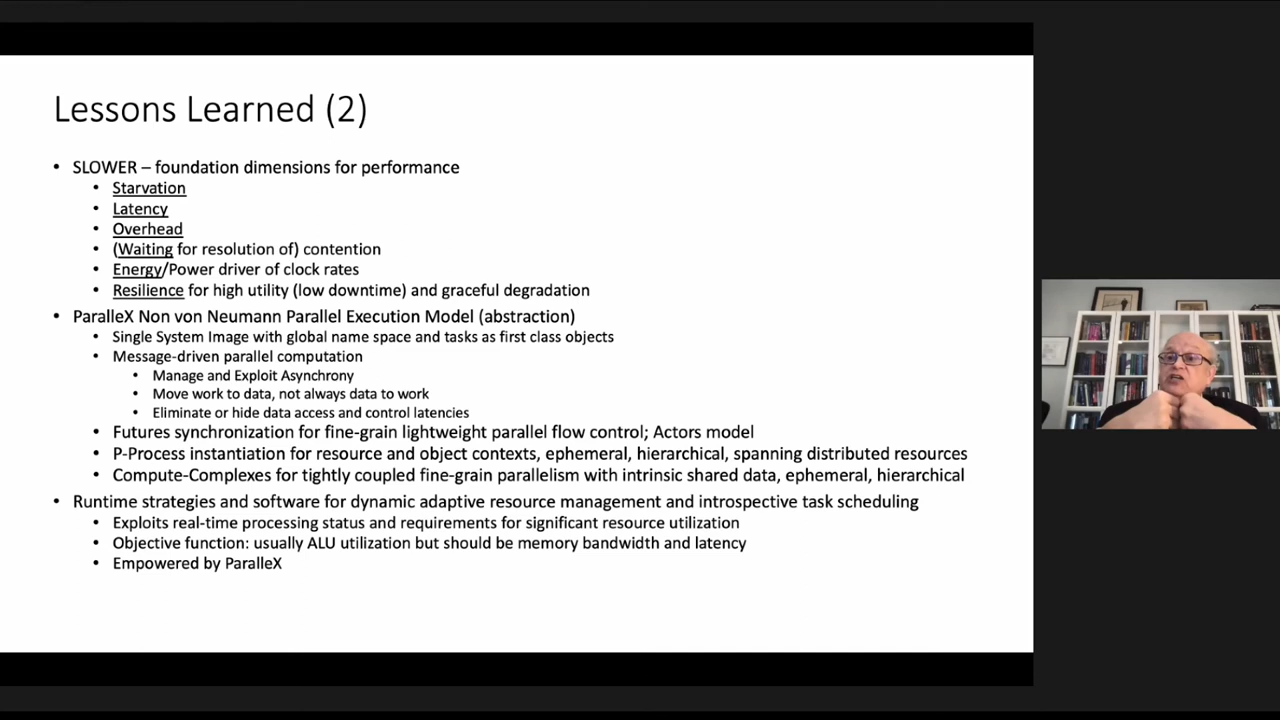 Lessons Learned (2)
• SLOWER – foundation dimensions for performance
• Starvation
• Latency
• Overhead
• (Waiting for resolution of) contention
• Energy/Power driver of clock rates
• Resilience for high utility (low downtime) and graceful degradation
• ParalleX Non von Neumann Parallel Execution Model (abstraction)
• Single System Image with global name space and tasks as first class objects
• Message-driven parallel computation
• Manage and Exploit Asynchrony
• Move work to data, not always data to work
• Eliminate or hide data access and control latencies
• Futures synchronization for fine-grain lightweight parallel flow control; Actors model
• P-Process instantiation for resource and object contexts, ephemeral, hierarchical, spanning distributed resources
• Compute-Complexes for tightly coupled fine-grain parallelism with intrinsic shared data, ephemeral, hierarchical
• Runtime strategies and software for dynamic adaptive resource management and introspective task scheduling
• Exploits real-time processing status and requirements for significant resource utilization
• Objective function: usually ALU utilization but should be memory bandwidth and latency
• Empowered by ParalleX